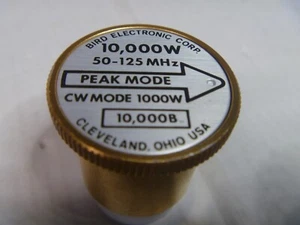 BIRD ELECTRONIC CORP.
10,000W
50-125 MHz
PEAK MODE
CW MODE 1000W
10,000B
CLEVELAND, OHIO USA